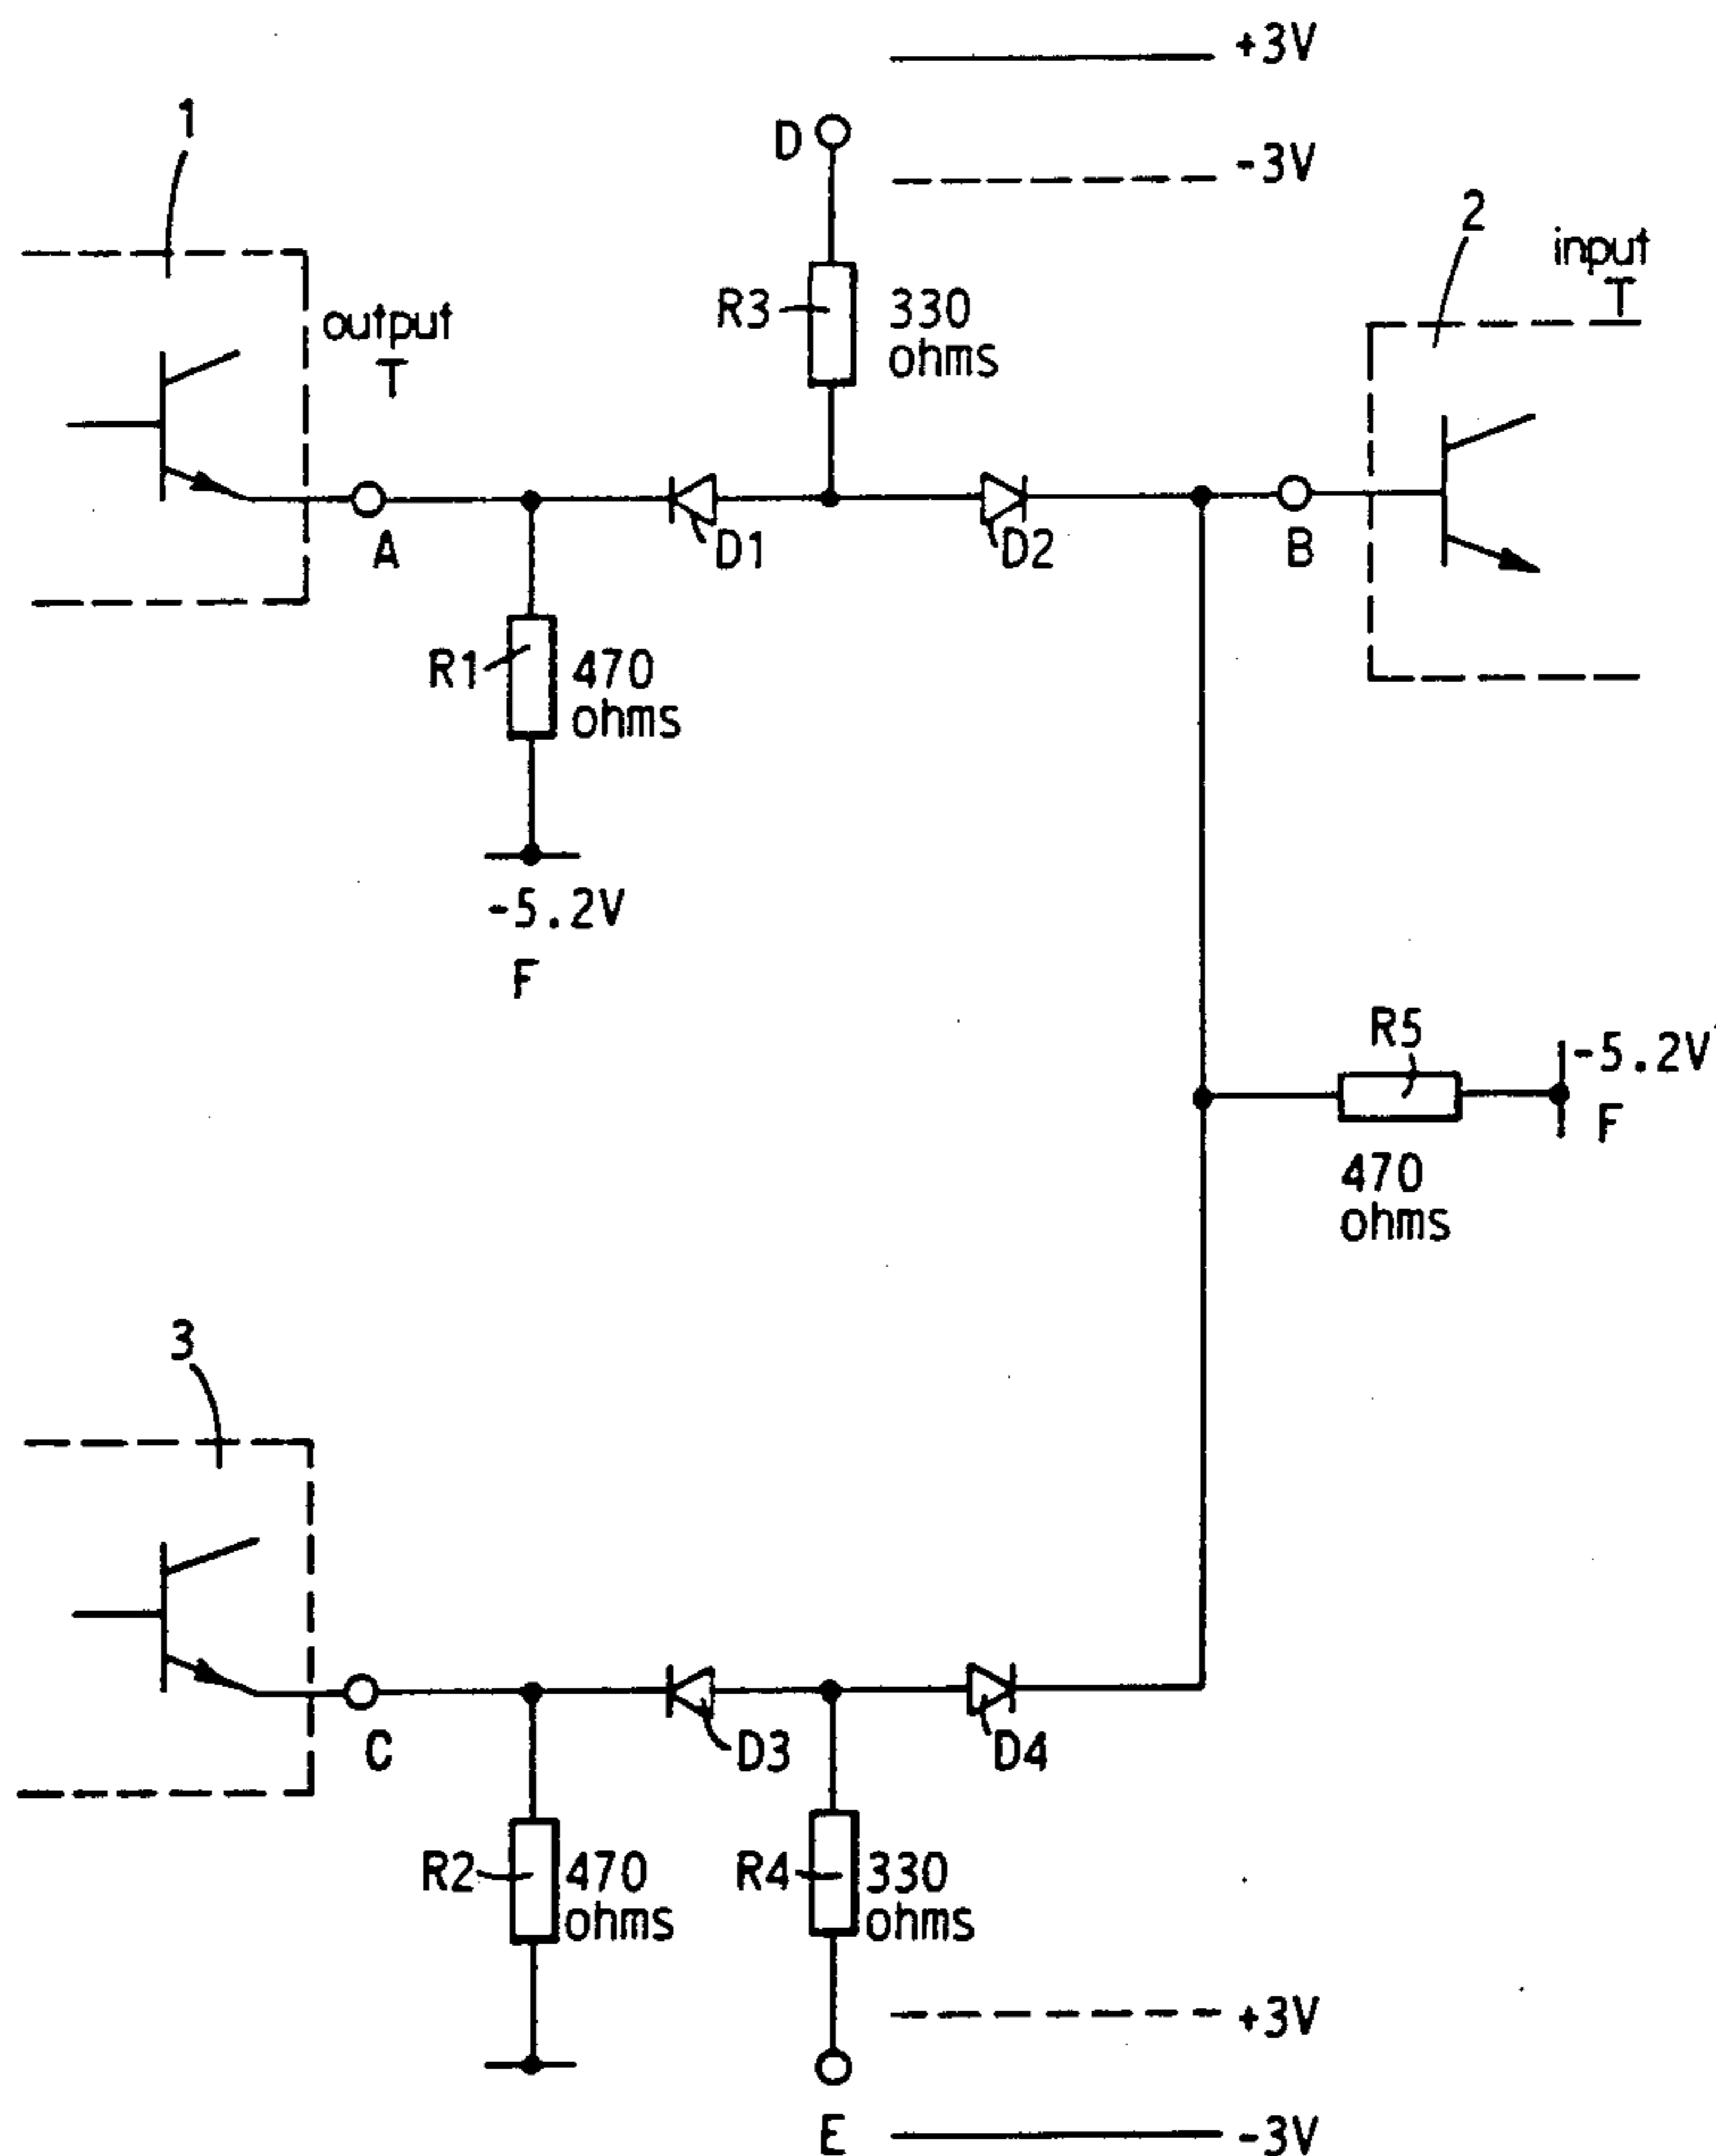 +3V
1
D
-3V
2
input
T
output
T
R3
330
ohms
A
D1
D2
B
R1
470
ohms
-5.2V
F
R5
-5.2V
F
470
ohms
3
C
D3
D4
R2
470
ohms
R4
330
ohms
+3V
E
-3V